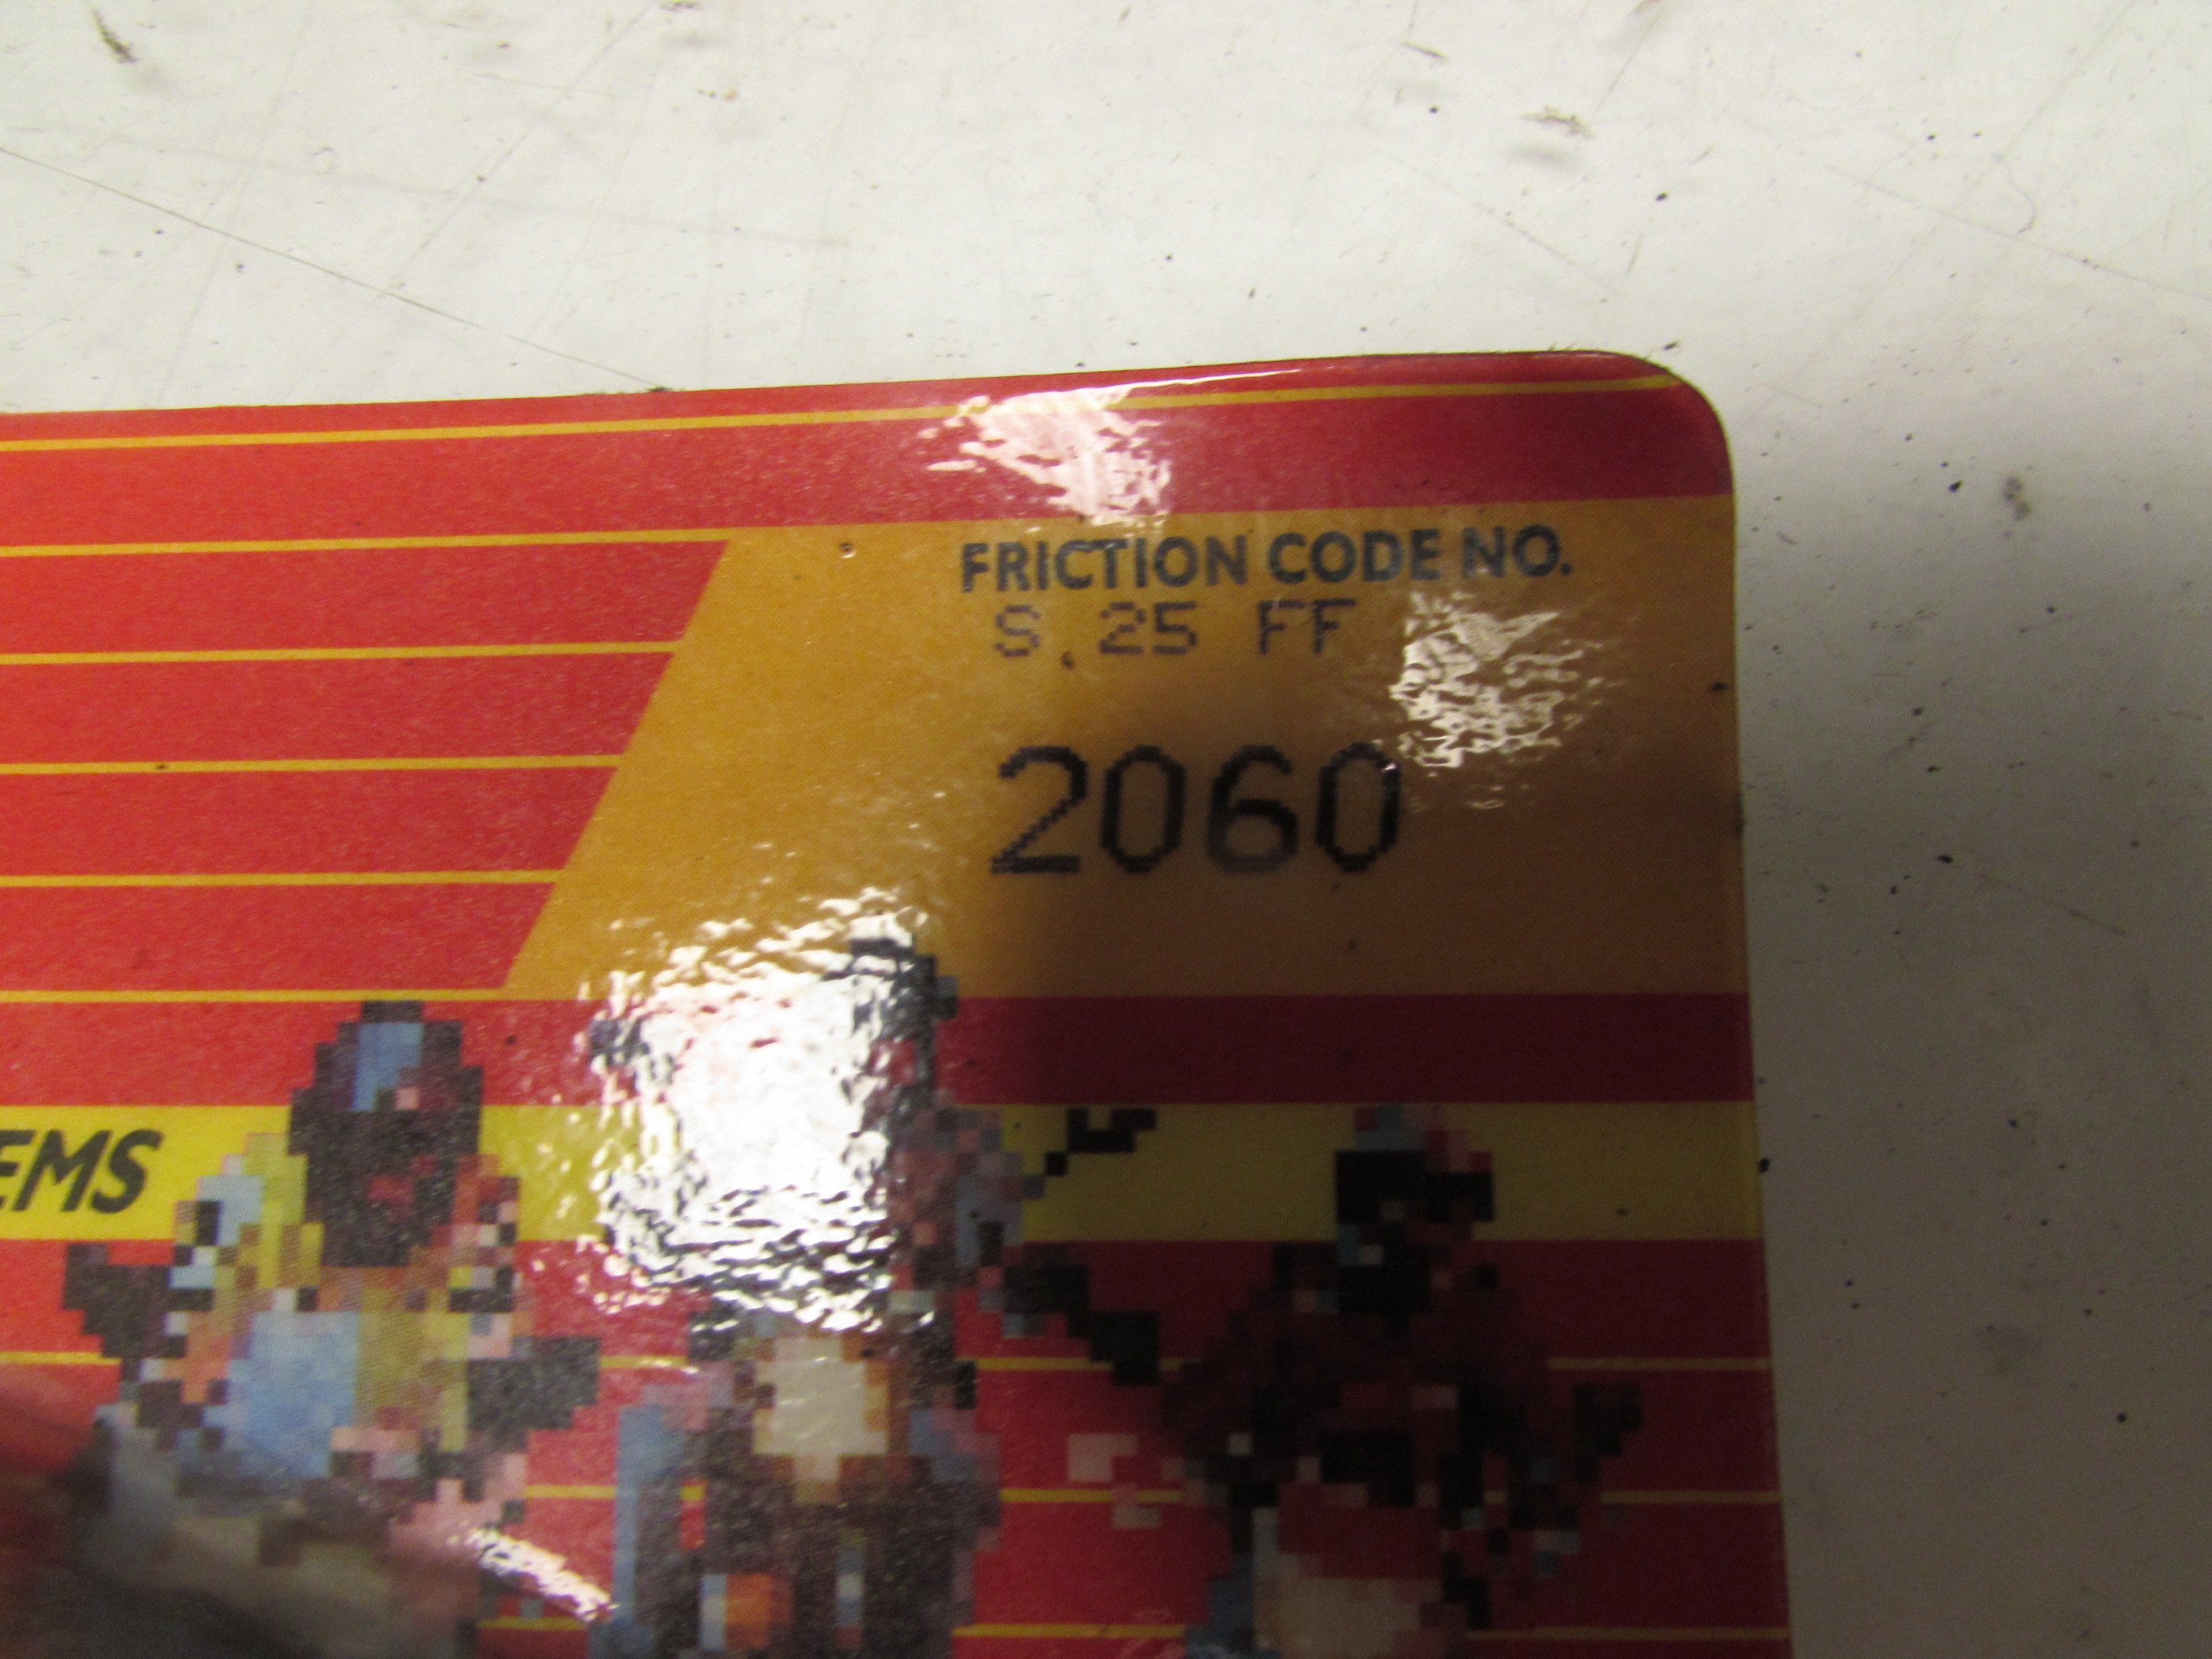 FRICTION CODE NO.
S 25 FF
2060
EMS